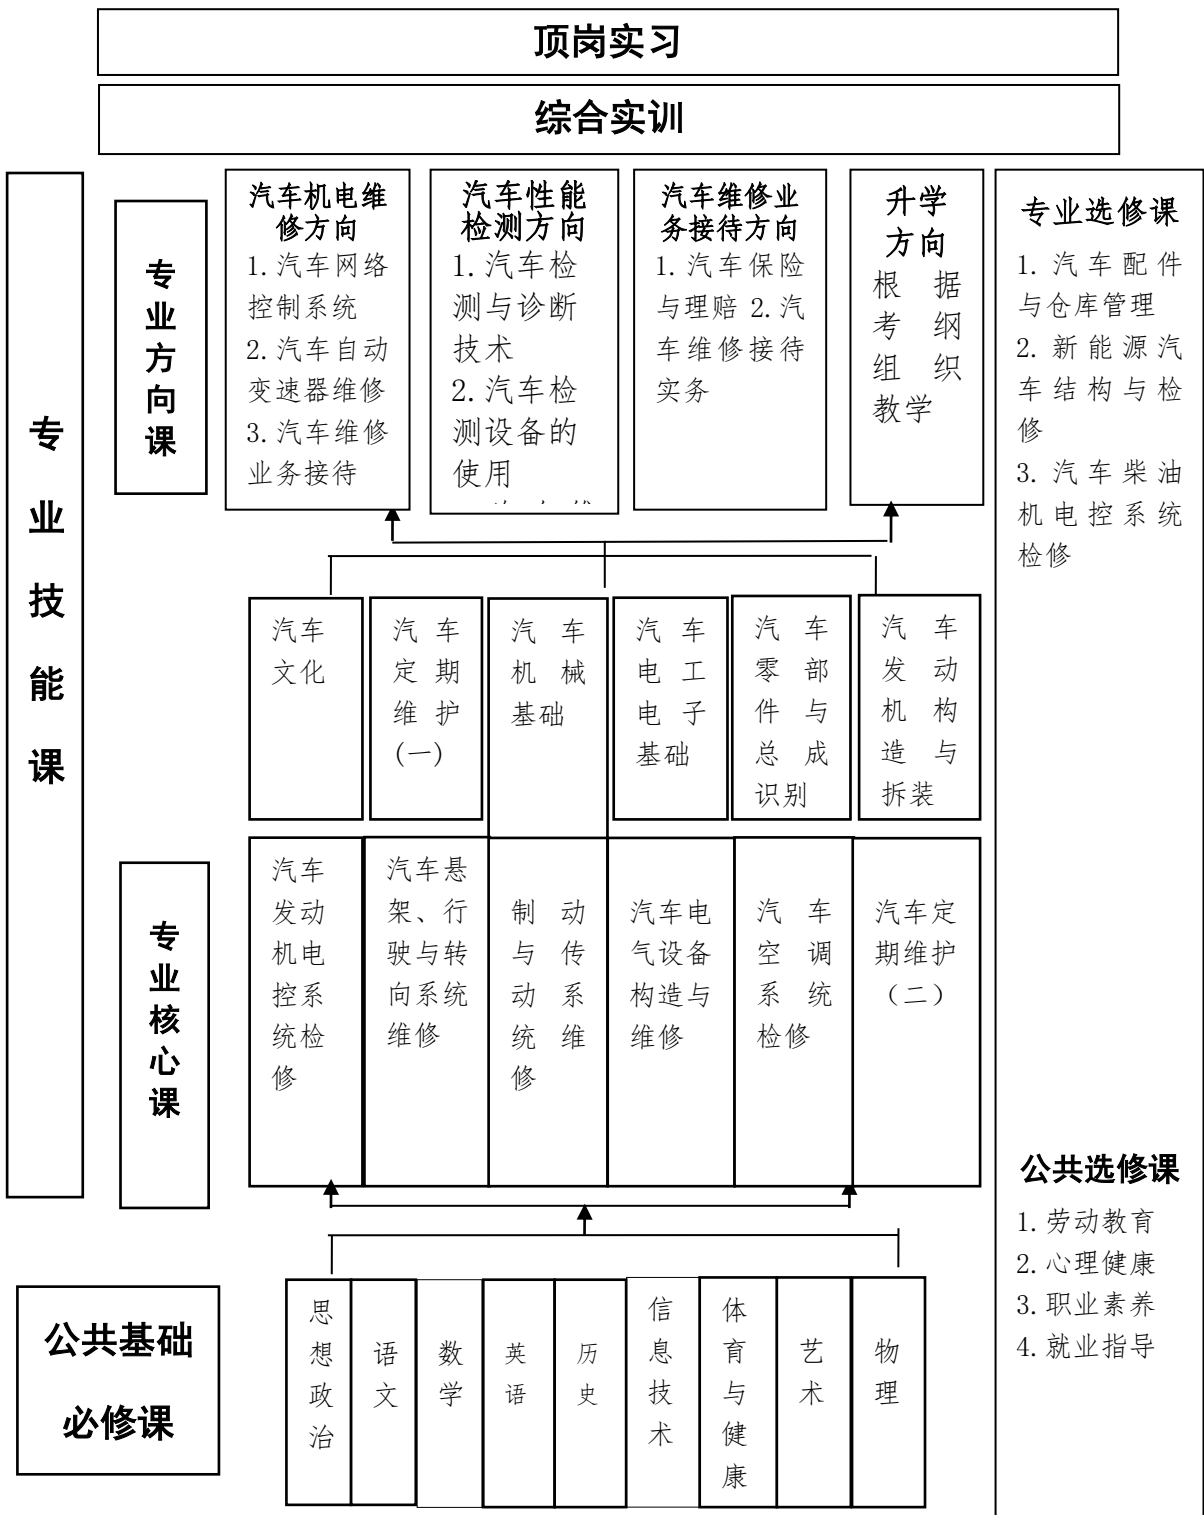 顶岗实习
综合实训
专业技能课
专业方向课
汽车机电维
修方向
1.汽车网络
控制系统
2.汽车自动
变速器维修
3.汽车维修
业务接待
汽车性能
检测方向
1.汽车检
测与诊断
技术
2.汽车检
测设备的
使用
汽车维修业
务接待方向
1.汽车保险
与理赔 2.汽
车维修接待
实务
升学
方向
根据
考纲
组织
教学
专业选修课
1.汽车配件
与仓库管理
2.新能源汽
车结构与检
修
3.汽车柴油
机电控系统
检修
汽车
文化
汽车
定期
维护
(一)
汽车
机械
基础
汽车
电工
电子
基础
汽车
零部
件与
总成
识别
汽车
发动
机构
造与
拆装
专业核心课
汽车
发动
机电
控系
统检
修
汽车悬
架、行
驶与转
向系统
维修
制动
与传
动系
统维
修
汽车电
气设备
构造与
维修
汽车
空调
系统
检修
汽车定
期维护
（二）
公共选修课
1.劳动教育
2.心理健康
3.职业素养
4.就业指导
公共基础
必修课
思想政治
语文
数学
英语
历史
信息技术
体育与健康
艺术
物理